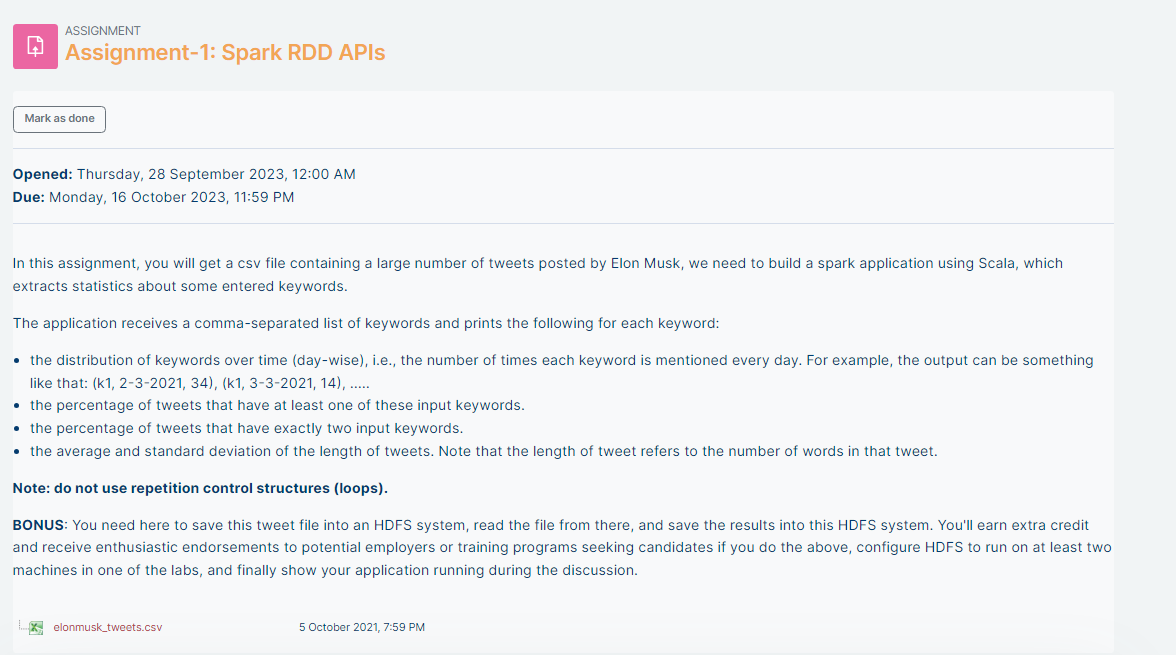 ASSIGNMENT
Assignment-1: Spark RDD APIs
Mark as done
Opened: Thursday, 28 September 2023, 12:00 AM
Due: Monday, 16 October 2023, 11:59 PM
In this assignment, you will get a csv file containing a large number of tweets posted by Elon Musk, we need to build a spark application using Scala, which
extracts statistics about some entered keywords.
The application receives a comma-separated list of keywords and prints the following for each keyword:
• the distribution of keywords over time (day-wise), i.e., the number of times each keyword is mentioned every day. For example, the output can be something
like that: (k1, 2-3-2021, 34), (k1, 3-3-2021, 14), .....
• the percentage of tweets that have at least one of these input keywords.
• the percentage of tweets that have exactly two input keywords.
• the average and standard deviation of the length of tweets. Note that the length of tweet refers to the number of words in that tweet.
Note: do not use repetition control structures (loops).
BONUS: You need here to save this tweet file into an HDFS system, read the file from there, and save the results into this HDFS system. You'll earn extra credit
and receive enthusiastic endorsements to potential employers or training programs seeking candidates if you do the above, configure HDFS to run on at least two
machines in one of the labs, and finally show your application running during the discussion.
elonmusk_tweets.csv 5 October 2021, 7:59 PM